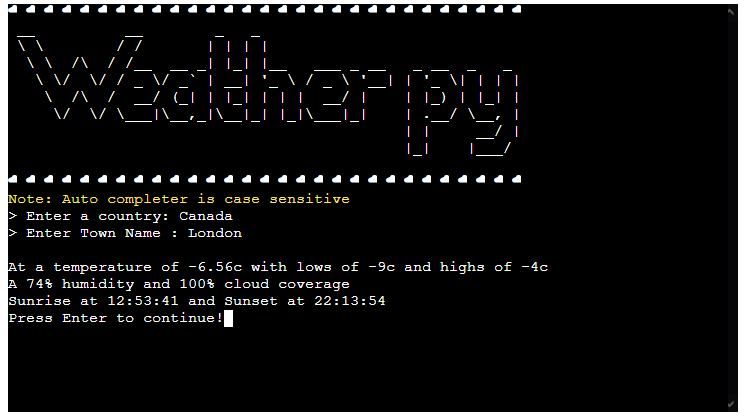 Weather py
Note: Auto completer is case sensitive
> Enter a country: Canada
> Enter Town Name : London
At a temperature of -6.56c with lows of -9c and highs of -4c
A 74% humidity and 100% cloud coverage
Sunrise at 12:53:41 and Sunset at 22:13:54
Press Enter to continue!